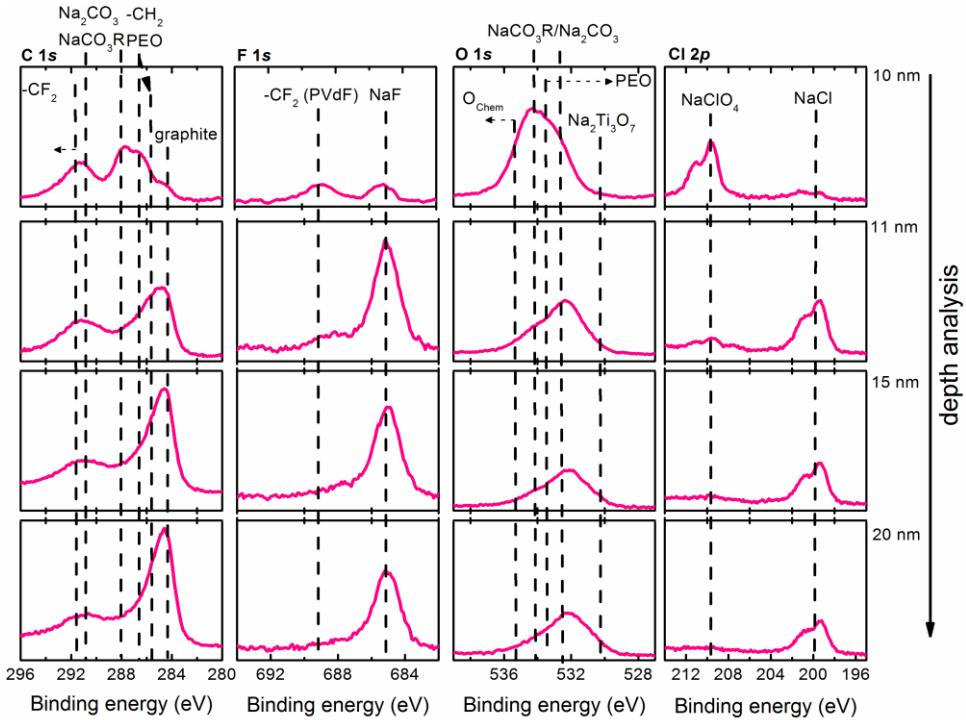 Na₂CO₃ -CH₂
NaCO₃R PEO
C 1s
-CF₂
graphite
F 1s
-CF₂ (PVdF) NaF
NaCO₃R/Na₂CO₃
O 1s
PEO
O_Chem
Na₂Ti₃O₇
Cl 2p
NaClO₄ NaCl
10 nm
11 nm
15 nm
20 nm
depth analysis
296 292 288 284 280
692 688 684
536 532 528
212 208 204 200 196
Binding energy (eV) Binding energy (eV) Binding energy (eV) Binding energy (eV)